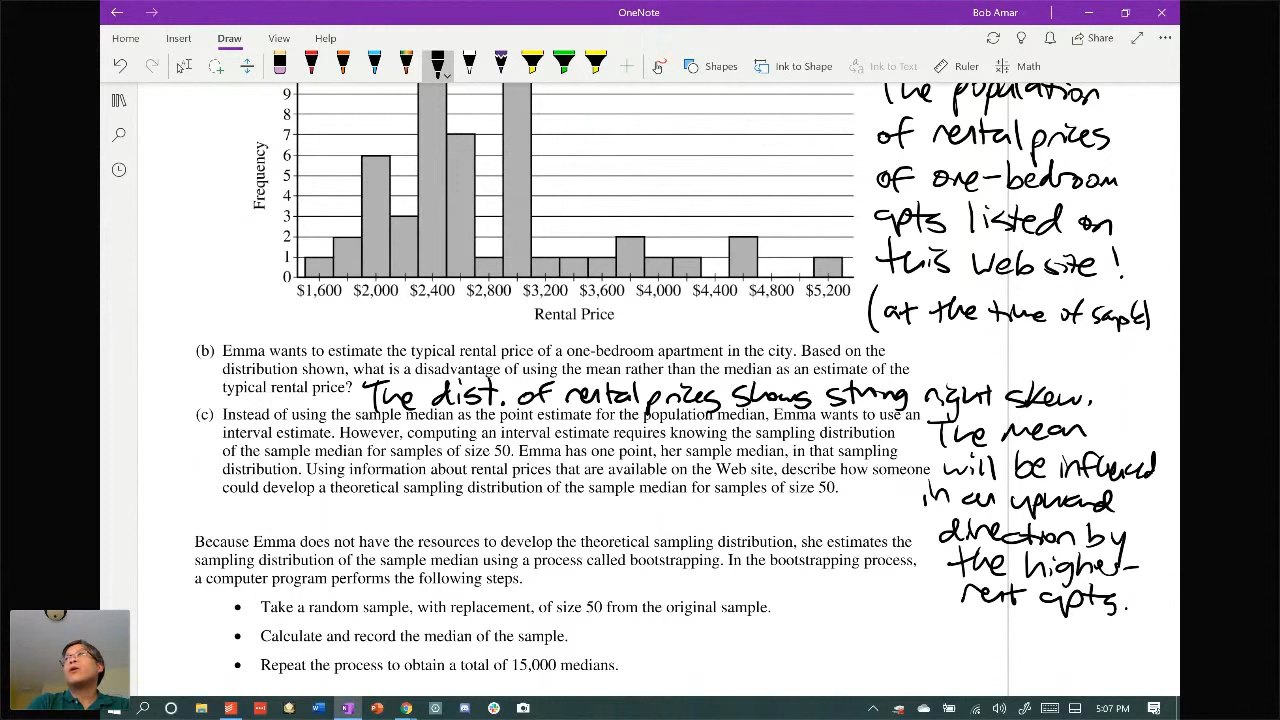 OneNote
Bob Amar
Home Insert Draw View Help
Share
Shapes Ink to Shape Ink to Text Ruler Math
The population
of rental prices
of one-bedroom
apts listed on
this Web site!
(at the time of sample)
Frequency
9
8
7
6
5
4
3
2
1
0
$1,600 $2,000 $2,400 $2,800 $3,200 $3,600 $4,000 $4,400 $4,800 $5,200
Rental Price
(b) Emma wants to estimate the typical rental price of a one-bedroom apartment in the city. Based on the
distribution shown, what is a disadvantage of using the mean rather than the median as an estimate of the
typical rental price?
The dist. of rental prices shows strong right skew.
The mean
will be influenced
in an upward
direction by
the higher-
rent apts.
(c) Instead of using the sample median as the point estimate for the population median, Emma wants to use an
interval estimate. However, computing an interval estimate requires knowing the sampling distribution
of the sample median for samples of size 50. Emma has one point, her sample median, in that sampling
distribution. Using information about rental prices that are available on the Web site, describe how someone
could develop a theoretical sampling distribution of the sample median for samples of size 50.
Because Emma does not have the resources to develop the theoretical sampling distribution, she estimates the
sampling distribution of the sample median using a process called bootstrapping. In the bootstrapping process,
a computer program performs the following steps.
• Take a random sample, with replacement, of size 50 from the original sample.
• Calculate and record the median of the sample.
• Repeat the process to obtain a total of 15,000 medians.
5:07 PM